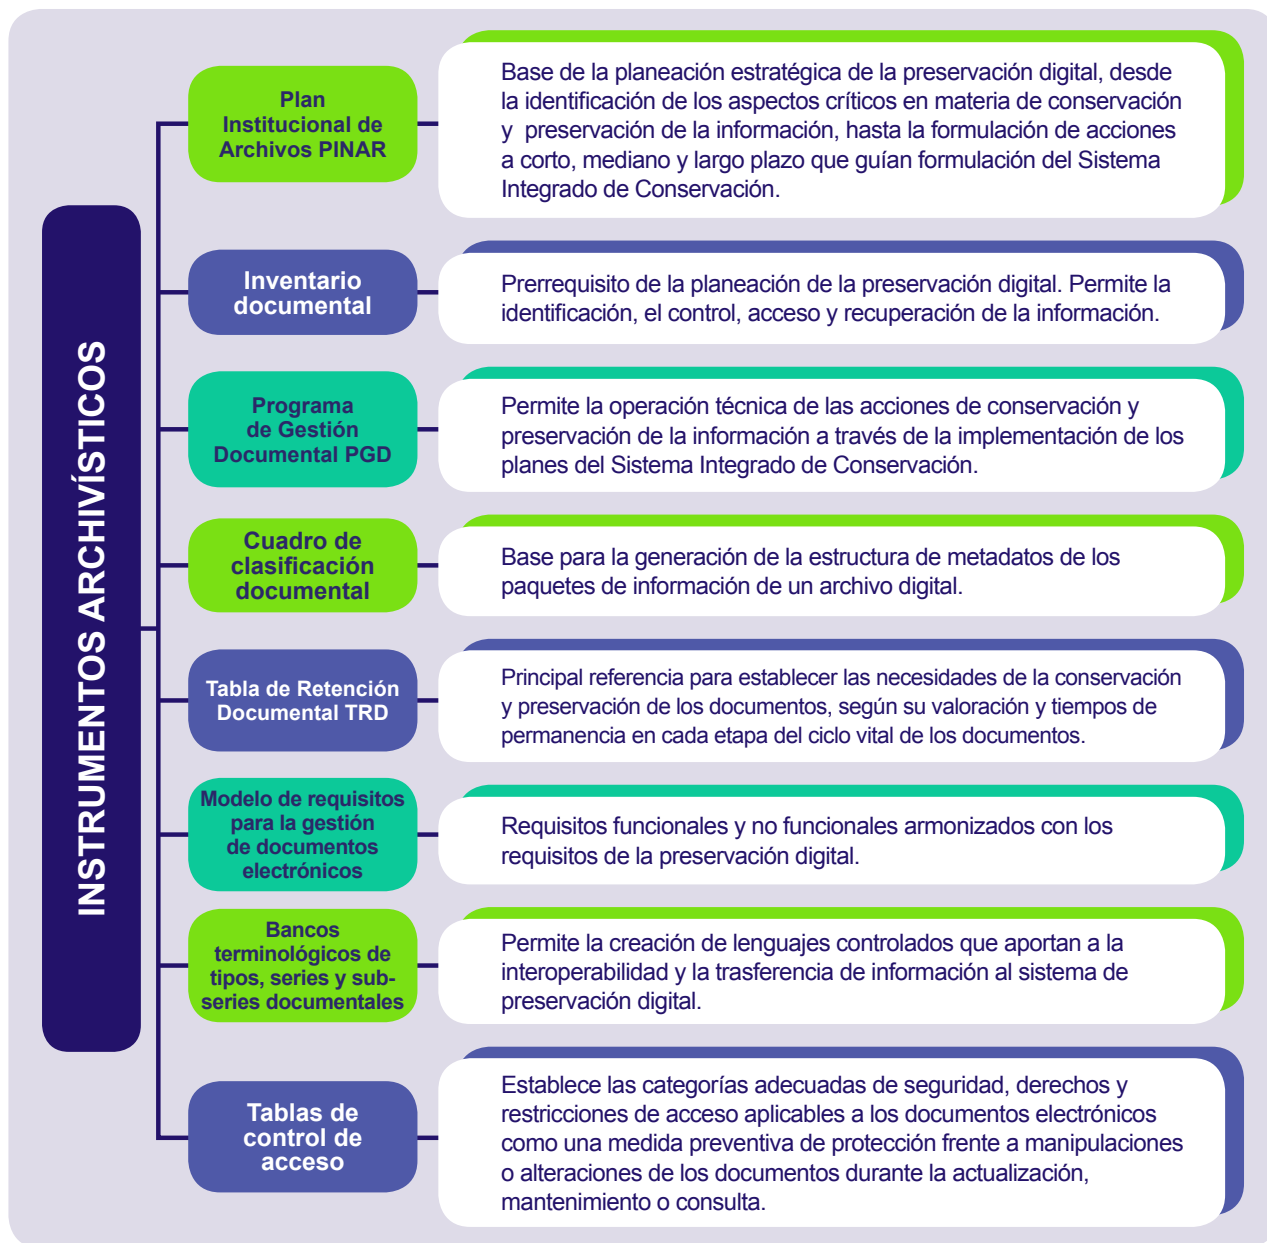 INSTRUMENTOS ARCHIVÍSTICOS
Plan
Institucional de
Archivos PINAR
Base de la planeación estratégica de la preservación digital, desde
la identificación de los aspectos críticos en materia de conservación
y preservación de la información, hasta la formulación de acciones
a corto, mediano y largo plazo que guían formulación del Sistema
Integrado de Conservación.
Inventario
documental
Prerrequisito de la planeación de la preservación digital. Permite la
identificación, el control, acceso y recuperación de la información.
Programa
de Gestión
Documental PGD
Permite la operación técnica de las acciones de conservación y
preservación de la información a través de la implementación de los
planes del Sistema Integrado de Conservación.
Cuadro de
clasificación
documental
Base para la generación de la estructura de metadatos de los
paquetes de información de un archivo digital.
Tabla de Retención
Documental TRD
Principal referencia para establecer las necesidades de la conservación
y preservación de los documentos, según su valoración y tiempos de
permanencia en cada etapa del ciclo vital de los documentos.
Modelo de requisitos
para la gestión
de documentos
electrónicos
Requisitos funcionales y no funcionales armonizados con los
requisitos de la preservación digital.
Bancos
terminológicos de
tipos, series y sub-
series documentales
Permite la creación de lenguajes controlados que aportan a la
interoperabilidad y la trasferencia de información al sistema de
preservación digital.
Tablas de
control de
acceso
Establece las categorías adecuadas de seguridad, derechos y
restricciones de acceso aplicables a los documentos electrónicos
como una medida preventiva de protección frente a manipulaciones
o alteraciones de los documentos durante la actualización,
mantenimiento o consulta.